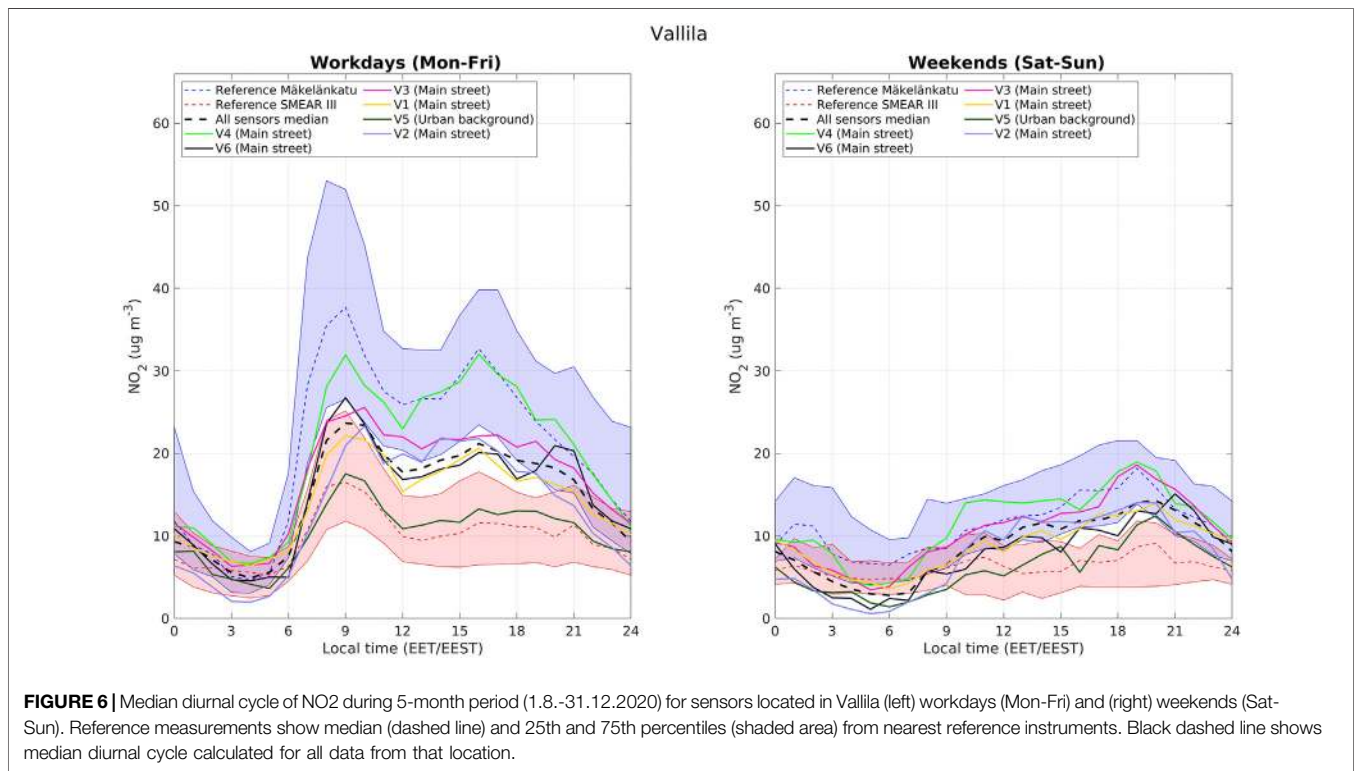 Vallila
Workdays (Mon-Fri)
Reference Mäkelänkatu
Reference SMEAR III
All sensors median
V4 (Main street)
V6 (Main street)
V3 (Main street)
V1 (Main street)
V5 (Urban background)
V2 (Main street)
NO2 (ug m-3)
60
50
40
30
20
10
0
0 3 6 9 12 15 18 21 24
Local time (EET/EEST)
Weekends (Sat-Sun)
Reference Mäkelänkatu
Reference SMEAR III
All sensors median
V4 (Main street)
V6 (Main street)
V3 (Main street)
V1 (Main street)
V5 (Urban background)
V2 (Main street)
NO2 (ug m-3)
60
50
40
30
20
10
0
0 3 6 9 12 15 18 21 24
Local time (EET/EEST)
FIGURE 6 | Median diurnal cycle of NO2 during 5-month period (1.8.-31.12.2020) for sensors located in Vallila (left) workdays (Mon-Fri) and (right) weekends (Sat-
Sun). Reference measurements show median (dashed line) and 25th and 75th percentiles (shaded area) from nearest reference instruments. Black dashed line shows
median diurnal cycle calculated for all data from that location.